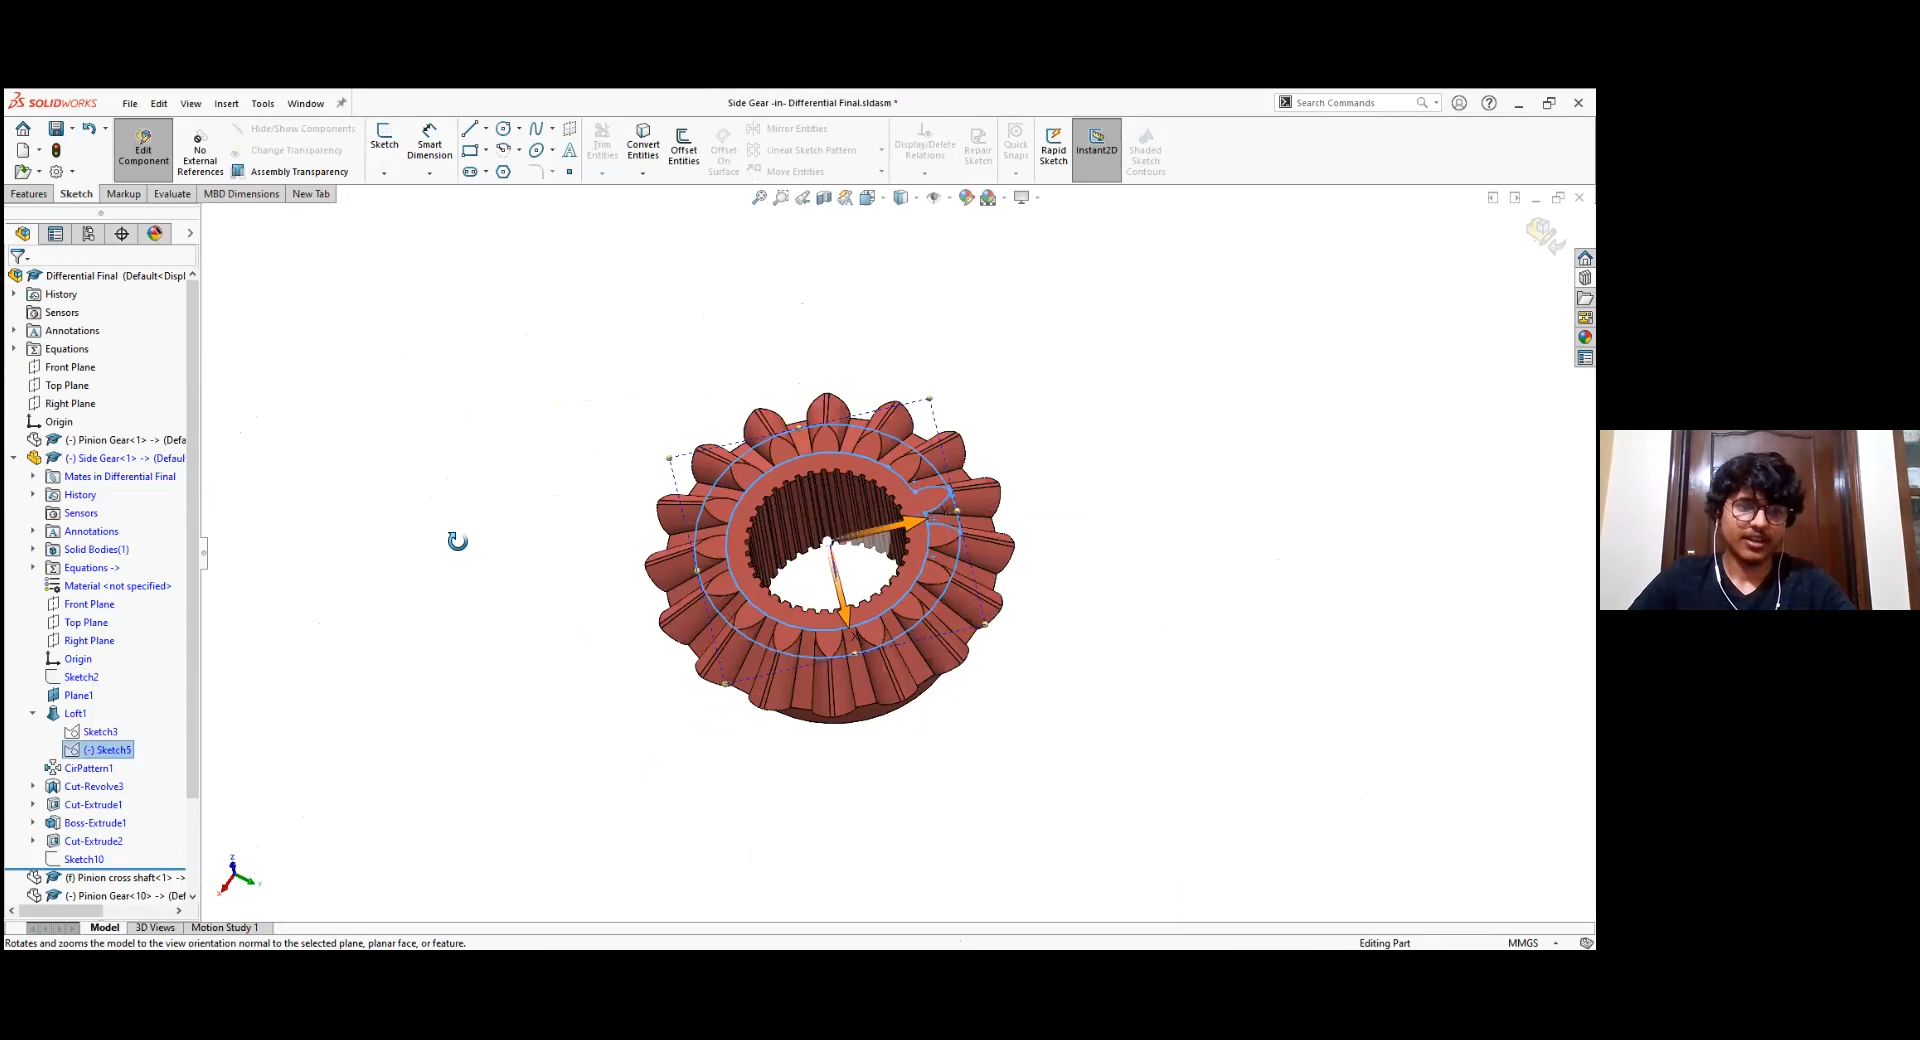 SOLIDWORKS File Edit View Insert Tools Window Side Gear -in- Differential Final.sldasm * Search Commands
Edit Component No External References Hide/Show Components Change Transparency Assembly Transparency Sketch Smart Dimension Trim Entities Convert Entities Offset Entities Offset On Surface Mirror Entities Linear Sketch Pattern Move Entities Display/Delete Relations Repair Sketch Quick Snaps Rapid Sketch Instant2D Shaded Sketch Contours
Features Sketch Markup Evaluate MBD Dimensions New Tab
Differential Final (Default<Displ
History
Sensors
Annotations
Equations
Front Plane
Top Plane
Right Plane
Origin
(-) Pinion Gear<1> -> (Defa
(-) Side Gear<1> -> (Defaul
Mates in Differential Final
History
Sensors
Annotations
Solid Bodies(1)
Equations ->
Material <not specified>
Front Plane
Top Plane
Right Plane
Origin
Sketch2
Plane1
Loft1
Sketch3
(-) Sketch5
CirPattern1
Cut-Revolve3
Cut-Extrude1
Boss-Extrude1
Cut-Extrude2
Sketch10
(f) Pinion cross shaft<1> ->
(-) Pinion Gear<10> -> (Def
Model 3D Views Motion Study 1
Rotates and zooms the model to the view orientation normal to the selected plane, planar face, or feature. Editing Part MMGS